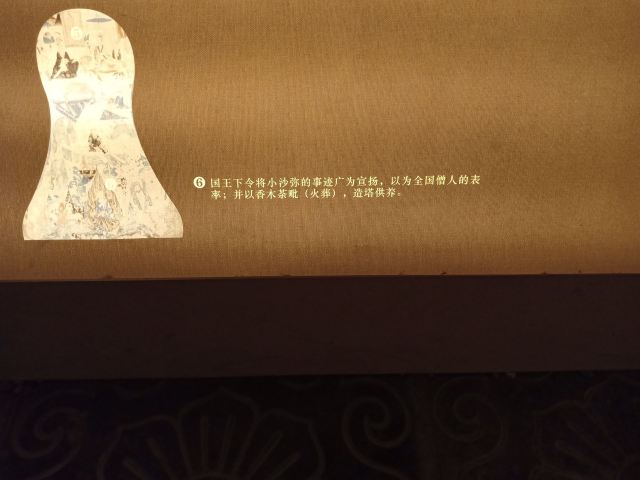 5
❻ 国王下令将小沙弥的事迹广为宣扬，以为全国僧人的表
率；并以香木荼毗（火葬），造塔供养。